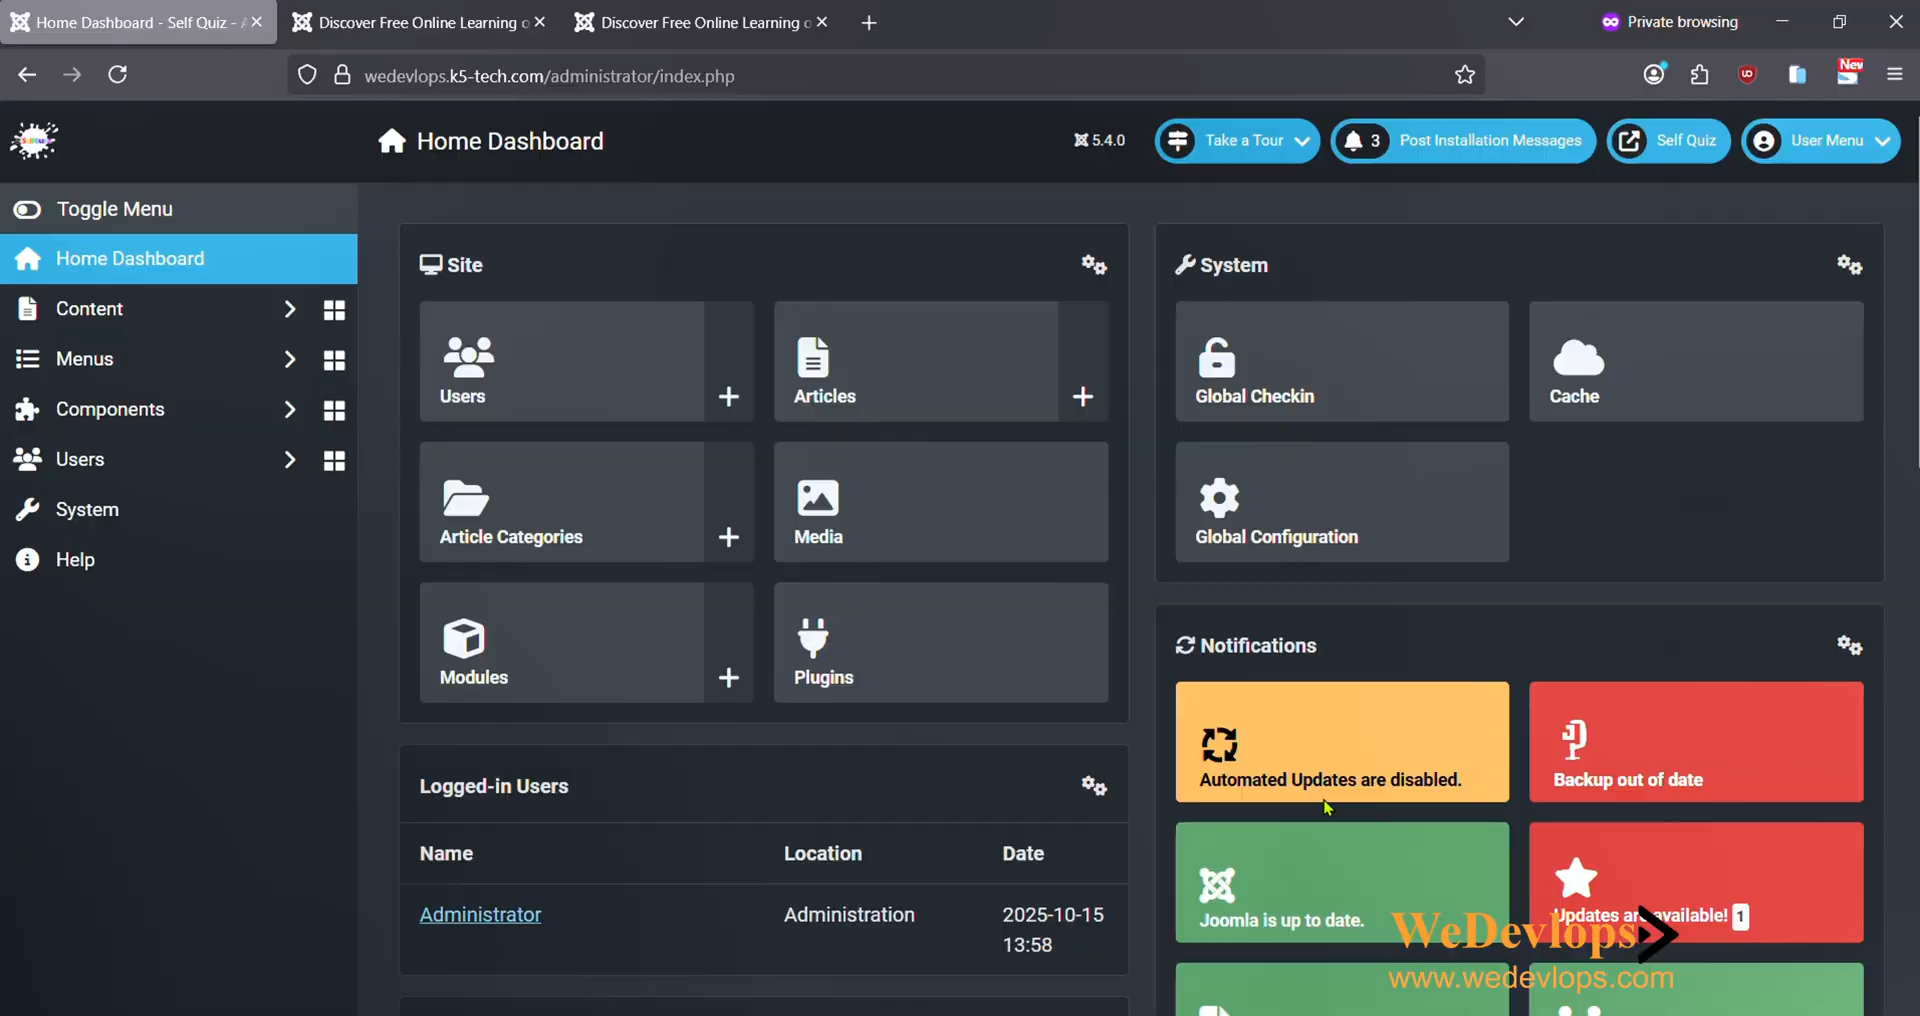 Home Dashboard - Self Quiz -
Discover Free Online Learning o
Discover Free Online Learning o
Private browsing
wedevlops.k5-tech.com/administrator/index.php
New
Home Dashboard
5.4.0
Take a Tour
3
Post Installation Messages
Self Quiz
User Menu
Toggle Menu
Home Dashboard
Content
Menus
Components
Users
System
Help
Site
Users
Articles
Article Categories
Media
Modules
Plugins
Logged-in Users
Name Location Date
Administrator Administration 2025-10-15
13:58
System
Global Checkin
Cache
Global Configuration
Notifications
Automated Updates are disabled.
Backup out of date
Joomla is up to date.
Updates are available! 1
WeDevlops
www.wedevlops.com